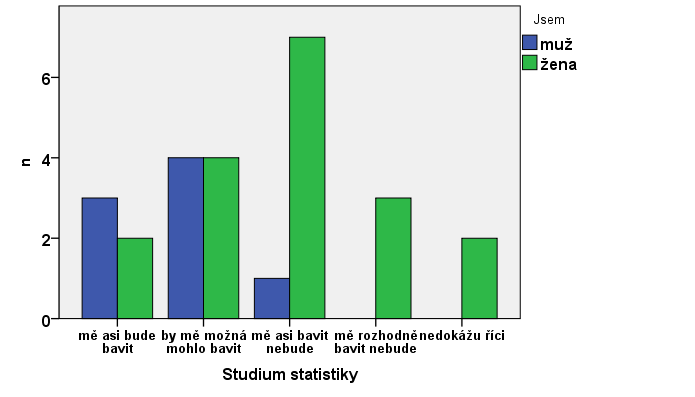 Jsem
muž
žena
6
4
2
0
n
mě asi bude
bavit
by mě možná
mohlo bavit
mě asi bavit
nebude
mě rozhodně
bavit nebude
nedokážu říci
Studium statistiky